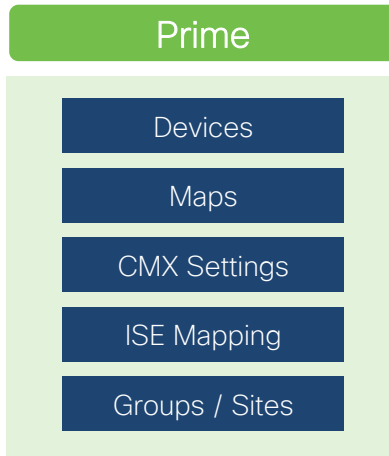 Prime
Devices
Maps
CMX Settings
ISE Mapping
Groups / Sites